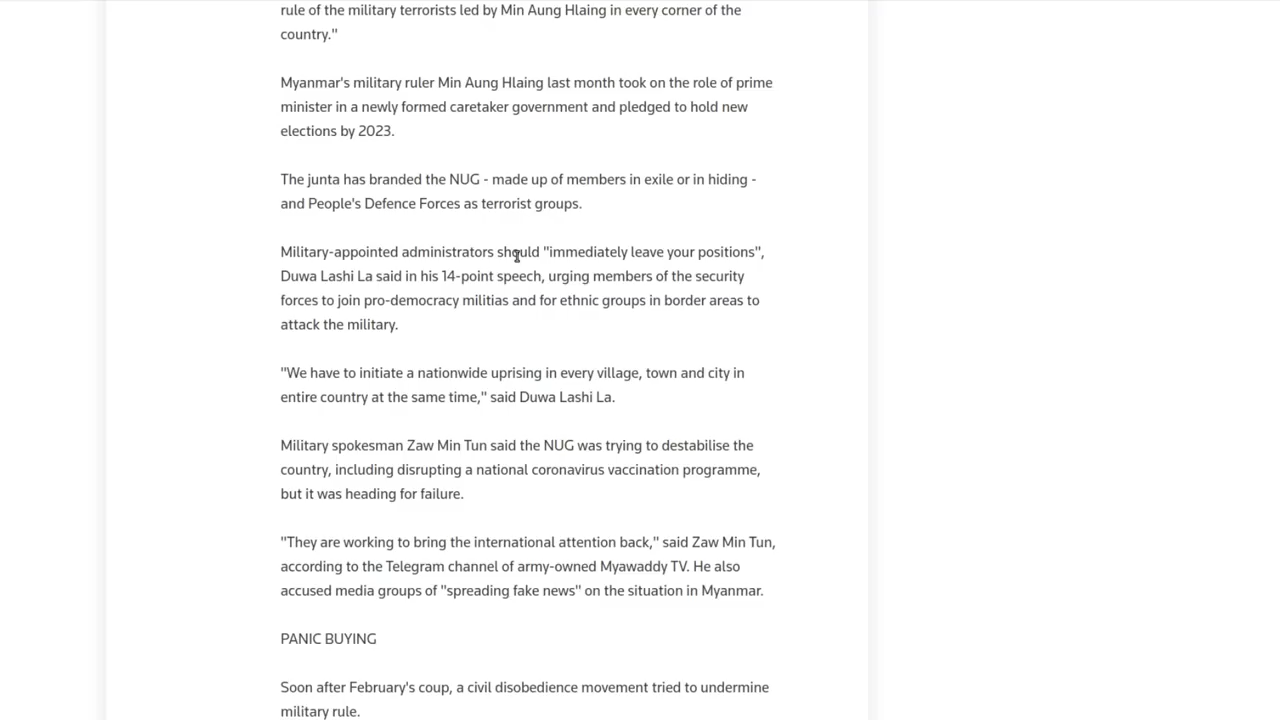 rule of the military terrorists led by Min Aung Hlaing in every corner of the
country."
Myanmar's military ruler Min Aung Hlaing last month took on the role of prime
minister in a newly formed caretaker government and pledged to hold new
elections by 2023.
The junta has branded the NUG - made up of members in exile or in hiding -
and People's Defence Forces as terrorist groups.
Military-appointed administrators should "immediately leave your positions",
Duwa Lashi La said in his 14-point speech, urging members of the security
forces to join pro-democracy militias and for ethnic groups in border areas to
attack the military.
"We have to initiate a nationwide uprising in every village, town and city in
entire country at the same time," said Duwa Lashi La.
Military spokesman Zaw Min Tun said the NUG was trying to destabilise the
country, including disrupting a national coronavirus vaccination programme,
but it was heading for failure.
"They are working to bring the international attention back," said Zaw Min Tun,
according to the Telegram channel of army-owned Myawaddy TV. He also
accused media groups of "spreading fake news" on the situation in Myanmar.
PANIC BUYING
Soon after February's coup, a civil disobedience movement tried to undermine
military rule.